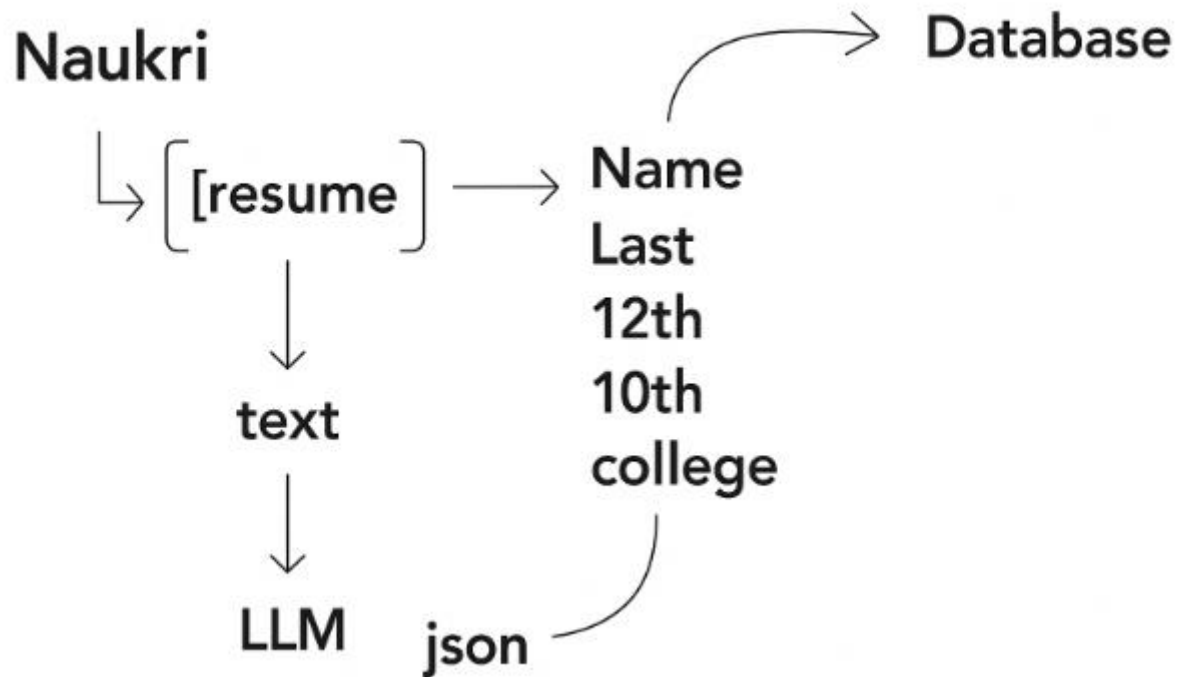 Naukri
Database
[resume
Name
Last
12th
10th
college
text
LLM
json